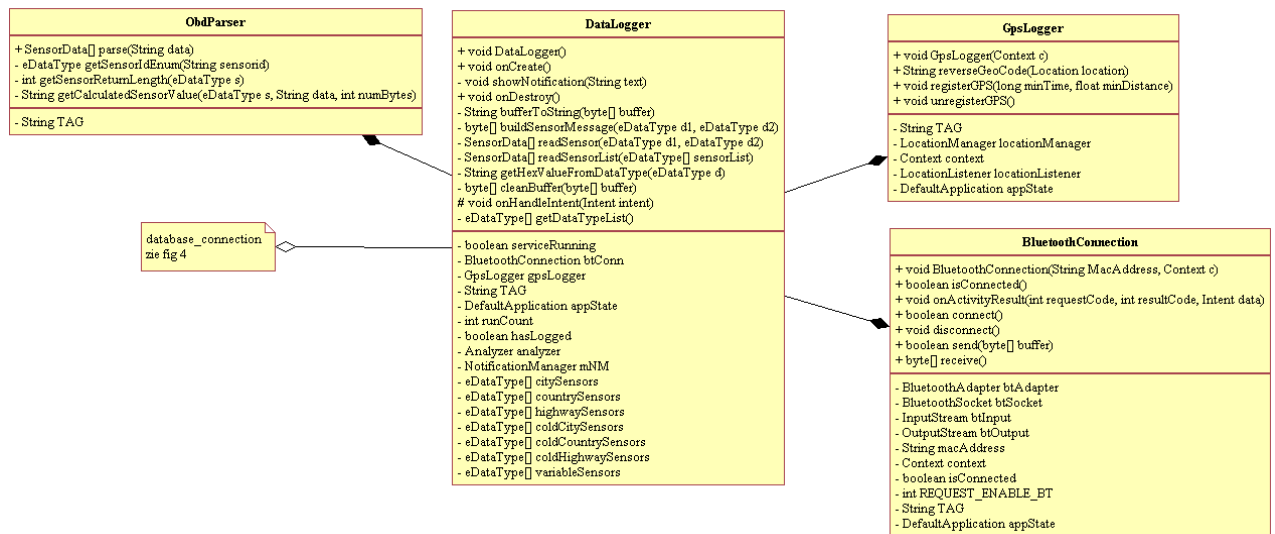 ObdParser
+ SensorData[] parse(String data)
- eDataType getSensorIdEnum(String sensorid)
- int getSensorReturnLength(eDataType s)
- String getCalculatedSensorValue(eDataType s, String data, int numBytes)
- String TAG
database_connection
zie fig 4
DataLogger
+ void DataLogger()
+ void onCreate()
- void showNotification(String text)
+ void onDestroy()
- String bufferToString(byte[] buffer)
- byte[] buildSensorMessage(eDataType d1, eDataType d2)
- SensorData[] readSensor(eDataType d1, eDataType d2)
- SensorData[] readSensorList(eDataType[] sensorList)
- String getHexValueFromDataType(eDataType d)
- byte[] cleanBuffer(byte[] buffer)
# void onHandleIntent(Intent intent)
- eDataType[] getDataTypeList()
- boolean serviceRunning
- BluetoothConnection btConn
- GpsLogger gpsLogger
- String TAG
- DefaultApplication appState
- int runCount
- boolean hasLogged
- Analyzer analyzer
- NotificationManager mNM
- eDataType[] citySensors
- eDataType[] countrySensors
- eDataType[] highwaySensors
- eDataType[] coldCitySensors
- eDataType[] coldCountrySensors
- eDataType[] coldHighwaySensors
- eDataType[] variableSensors
GpsLogger
+ void GpsLogger(Context c)
+ String reverseGeoCode(Location location)
+ void registerGPS(long minTime, float minDistance)
+ void unregisterGPS()
- String TAG
- LocationManager locationManager
- Context context
- LocationListener locationListener
- DefaultApplication appState
BluetoothConnection
+ void BluetoothConnection(String MacAddress, Context c)
+ boolean isConnected()
+ void onActivityResult(int requestCode, int resultCode, Intent data)
+ boolean connect()
+ void disconnect()
+ boolean send(byte[] buffer)
+ byte[] receive()
- BluetoothAdapter btAdapter
- BluetoothSocket btSocket
- InputStream btInput
- OutputStream btOutput
- String macAddress
- Context context
- boolean isConnected
- int REQUEST_ENABLE_BT
- String TAG
- DefaultApplication appState